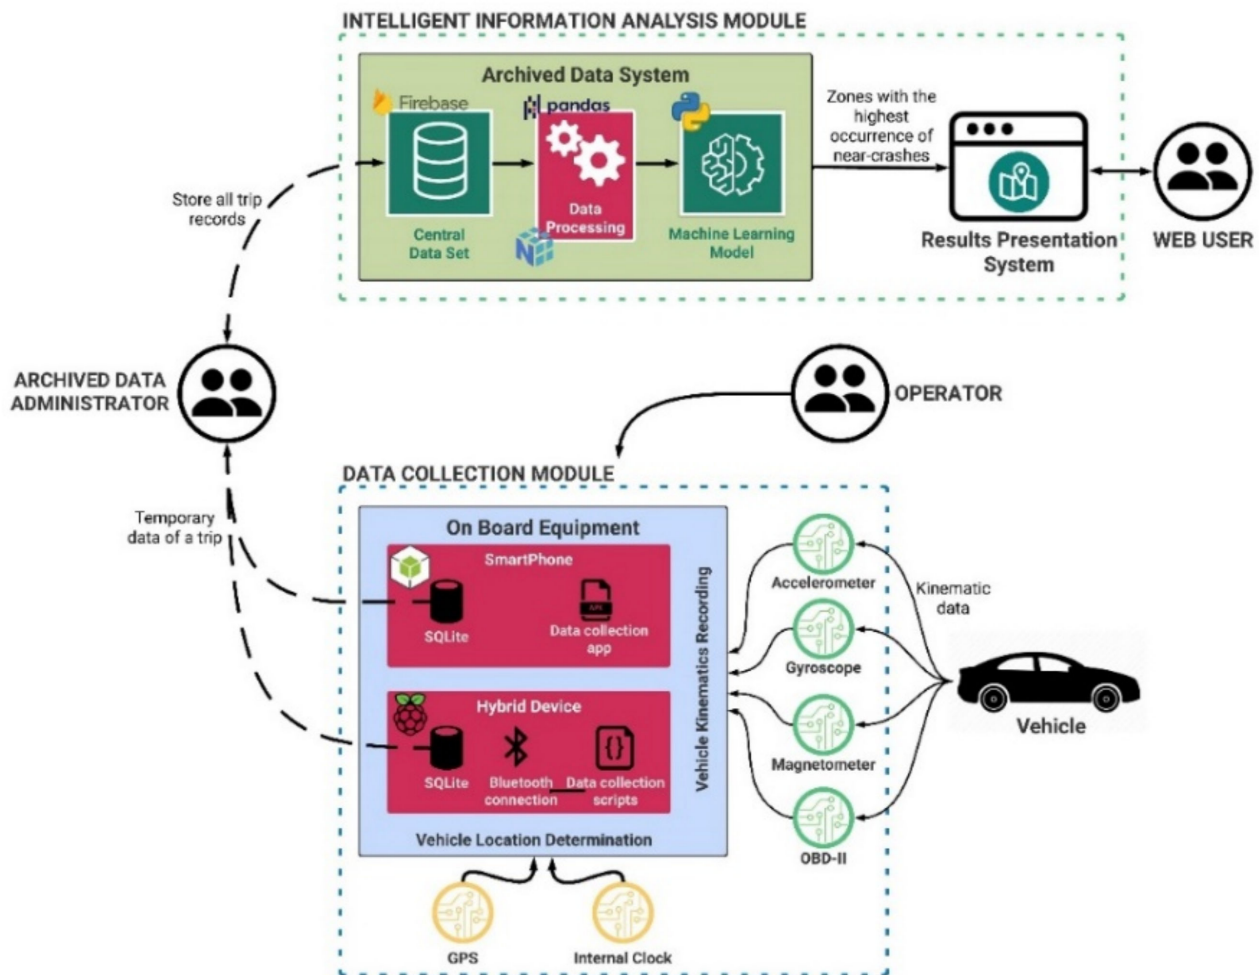 INTELLIGENT INFORMATION ANALYSIS MODULE
Archived Data System
Firebase
pandas
Central
Data Set
Data
Processing
N
Machine Learning
Model
Zones with the
highest
occurrence of
near-crashes
Results Presentation
System
WEB USER
Store all trip
records
ARCHIVED DATA
ADMINISTRATOR
OPERATOR
Temporary
data of a trip
DATA COLLECTION MODULE
On Board Equipment
SmartPhone
SQLite
API
Data collection
app
Hybrid Device
SQLite
Bluetooth
connection
{}
Data collection
scripts
Vehicle Location Determination
Vehicle Kinematics Recording
Accelerometer
Gyroscope
Magnetometer
OBD-II
Kinematic
data
Vehicle
GPS
Internal Clock